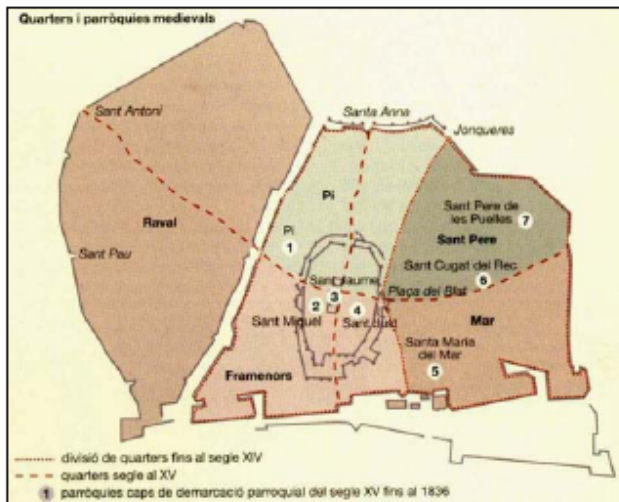 Quarters i parròquies medievals
Sant Antoni
Santa Anna
Jonqueres
Pi
Raval
Sant Pere de
les Puelles
7
Pi
1
Sant Pere
Sant Pau
Sant Cugat del Rec
6
Sant Jaume
Plaça del Blat
2
3
4
Sant Miquel
Sant Just
Mar
Santa Maria
del Mar
5
Framenors
divisió de quarters fins al segle XIV
quarters segle al XV
1 parròquies caps de demarcació parroquial del segle XV fins al 1836